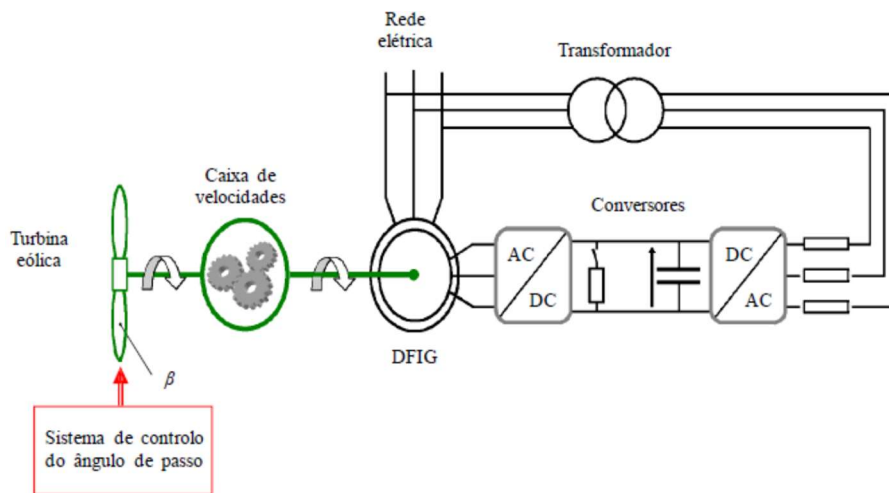 Rede
elétrica
Transformador
Caixa de
velocidades
Conversores
Turbina
eólica
AC
DC
DC
AC
DFIG
β
Sistema de controlo
do ângulo de passo